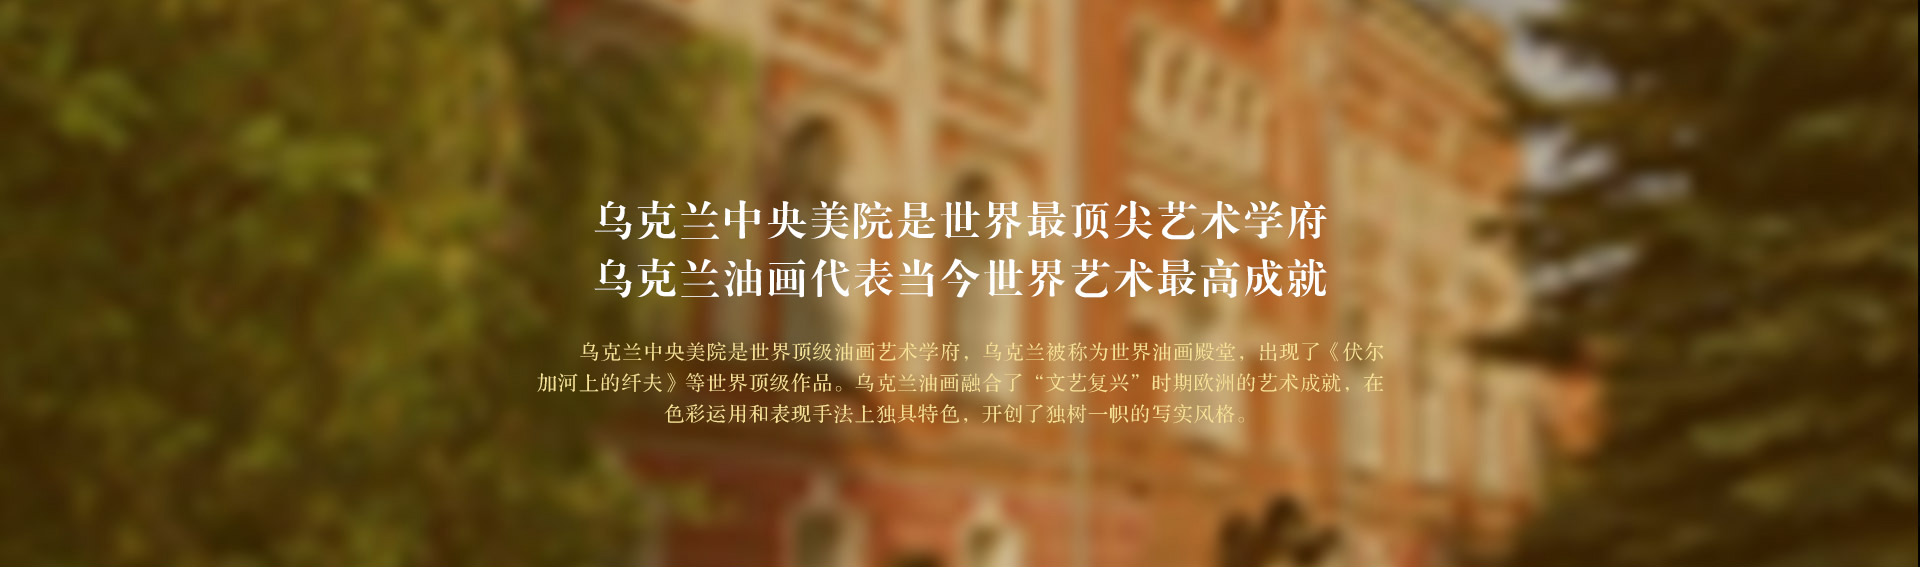 乌克兰中央美院是世界最顶尖艺术学府
乌克兰油画代表当今世界艺术最高成就
乌克兰中央美院是世界顶级油画艺术学府，乌克兰被称为世界油画殿堂，出现了《伏尔
加河上的纤夫》等世界顶级作品。乌克兰油画融合了“文艺复兴”时期欧洲的艺术成就，在
色彩运用和表现手法上独具特色，开创了独树一帜的写实风格。